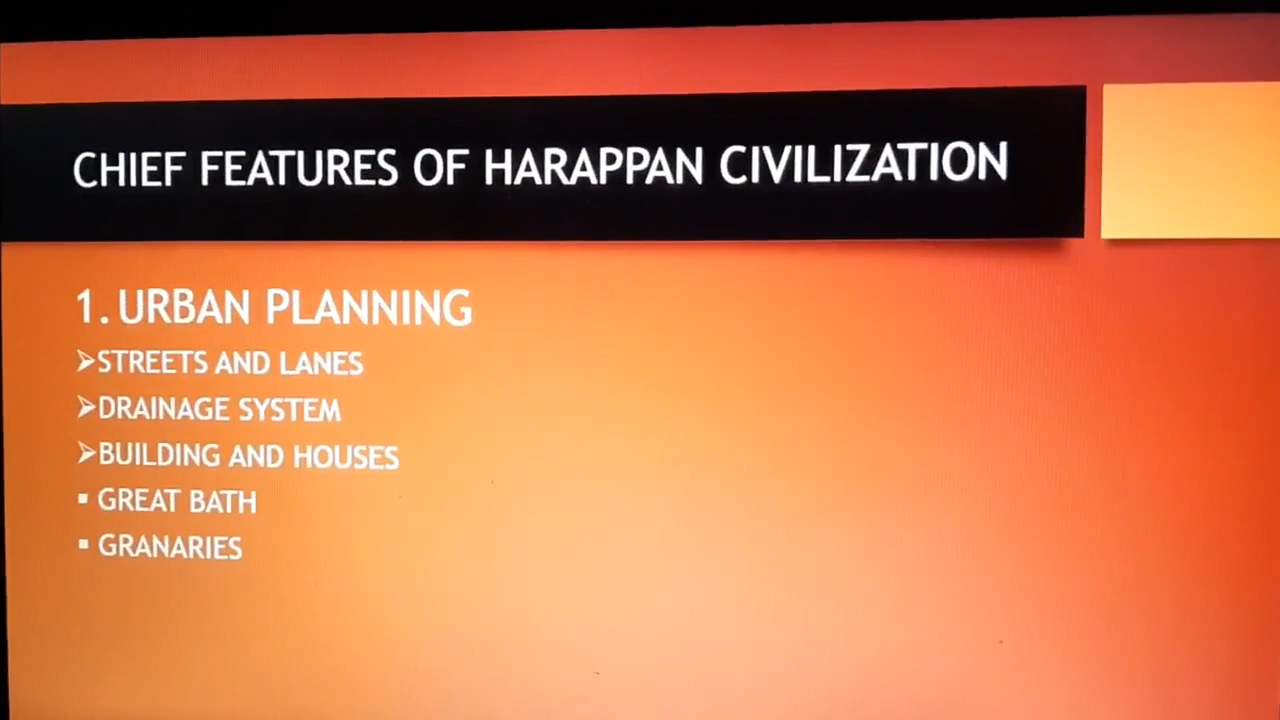 CHIEF FEATURES OF HARAPPAN CIVILIZATION
1. URBAN PLANNING
➢STREETS AND LANES
➢DRAINAGE SYSTEM
➢BUILDING AND HOUSES
▪ GREAT BATH
▪ GRANARIES